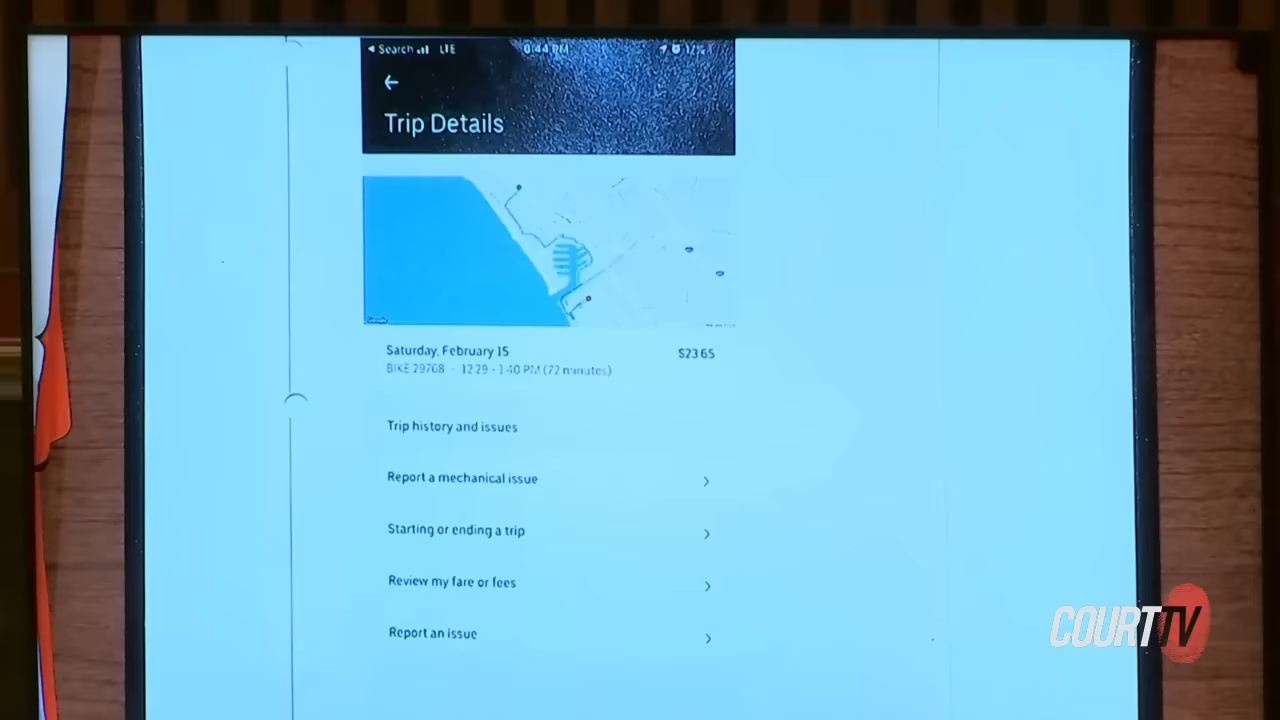 Search LTE
Trip Details
Saturday, February 15
$23.65
BIKE 29768 - 12:29 - 1:40 PM (72 minutes)
Trip history and issues
Report a mechanical issue
Starting or ending a trip
Review my fare or fees
Report an issue
COURT TV